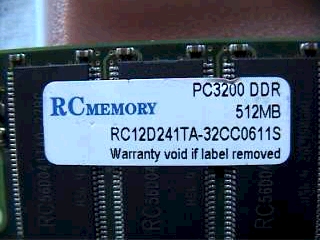 PC3200 DDR
RCMEMORY
512MB
RC12D241TA-32CC0611S
Warranty void if label removed